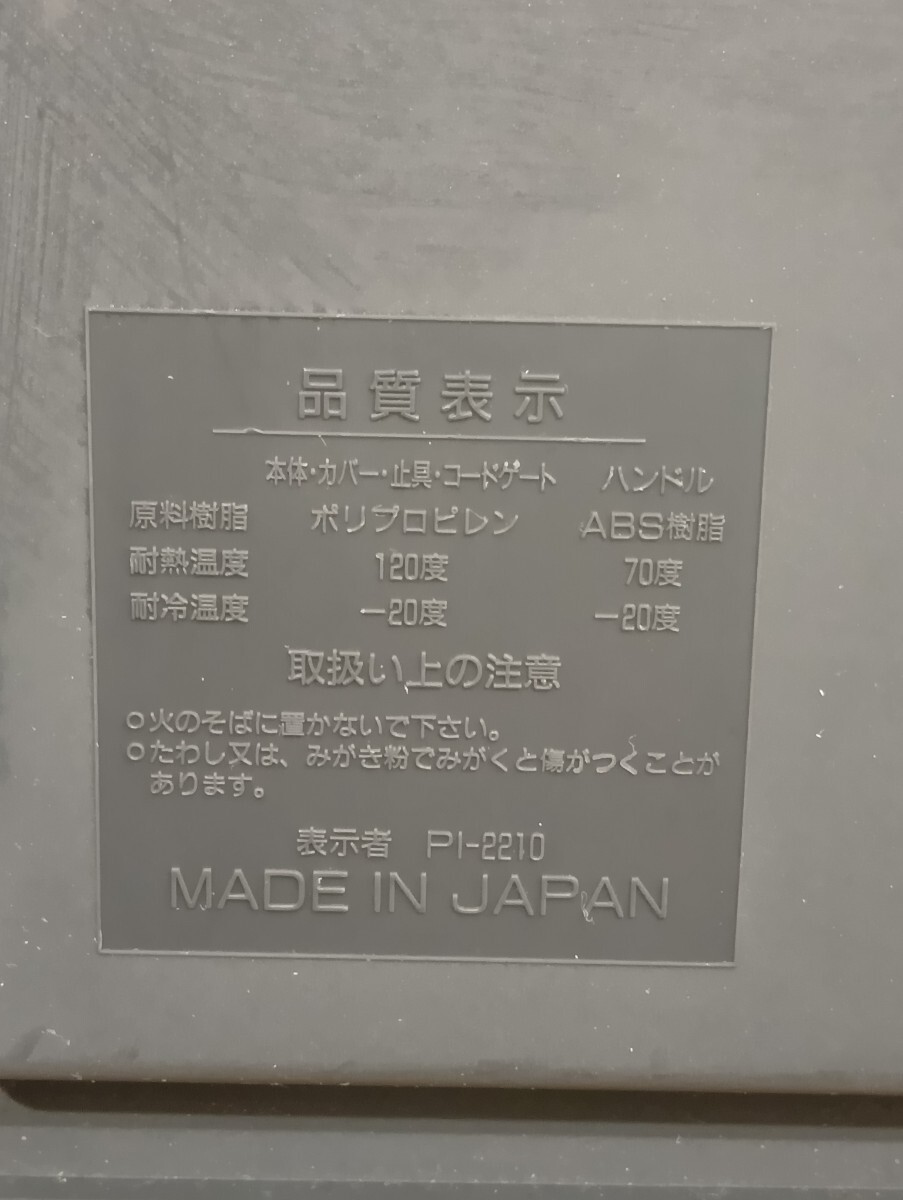 品質表示
本体・カバー・止具・コードゲート ハンドル
原料樹脂 ポリプロピレン ABS樹脂
耐熱温度 120度 70度
耐冷温度 −20度 −20度
取扱い上の注意
○火のそばに置かないで下さい。
○たわし又は、みがき粉でみがくと傷がつくことが
あります。
表示者 PI-2210
MADE IN JAPAN